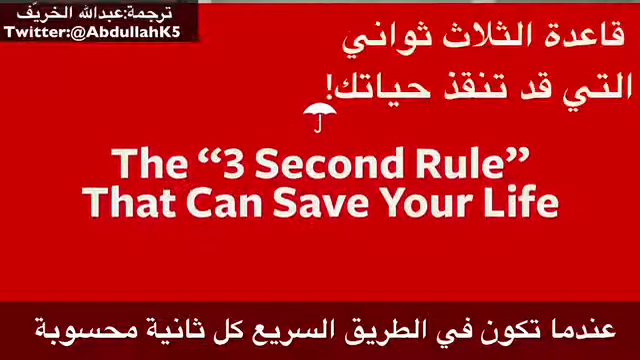 ترجمة:عبدالله الخريّف
Twitter:@AbdullahK5
قاعدة الثلاث ثواني
التي قد تنقذ حياتك!
The “3 Second Rule”
That Can Save Your Life
عندما تكون في الطريق السريع كل ثانية محسوبة